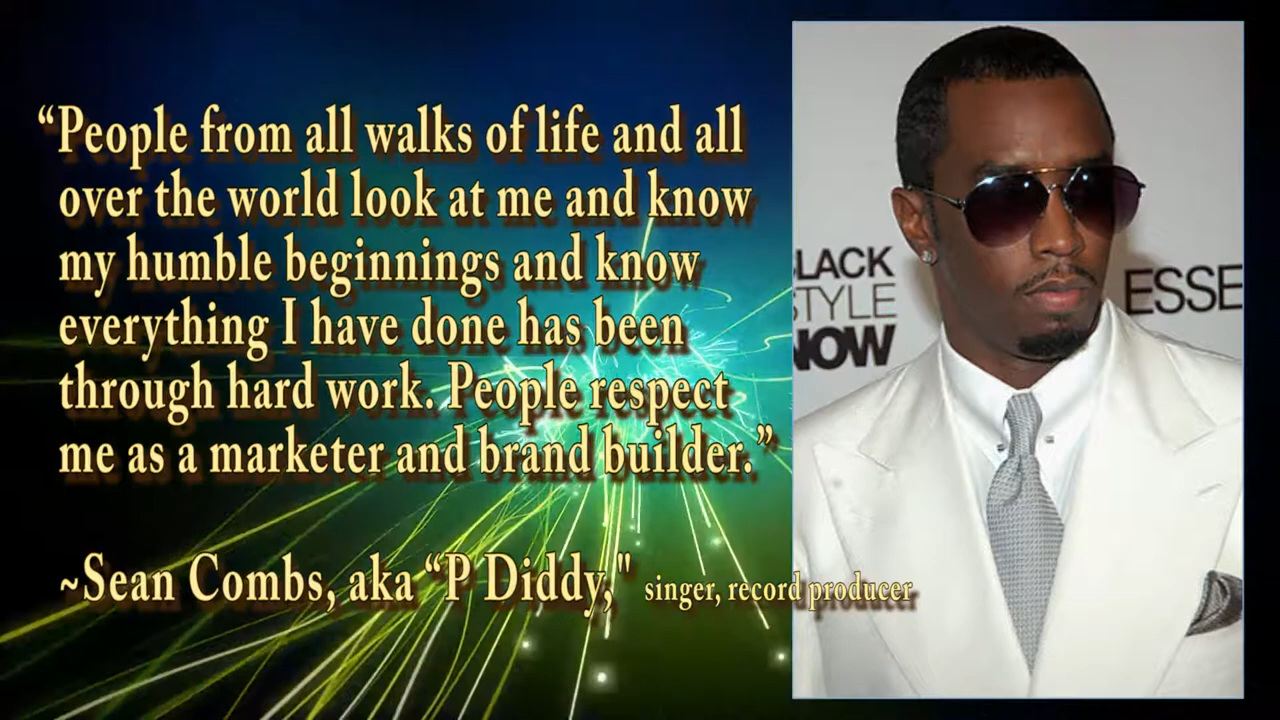 “People from all walks of life and all
over the world look at me and know
my humble beginnings and know
everything I have done has been
through hard work. People respect
me as a marketer and brand builder.”
~Sean Combs, aka “P Diddy," singer, record producer
LACK
STYLE
NOW
ESSE